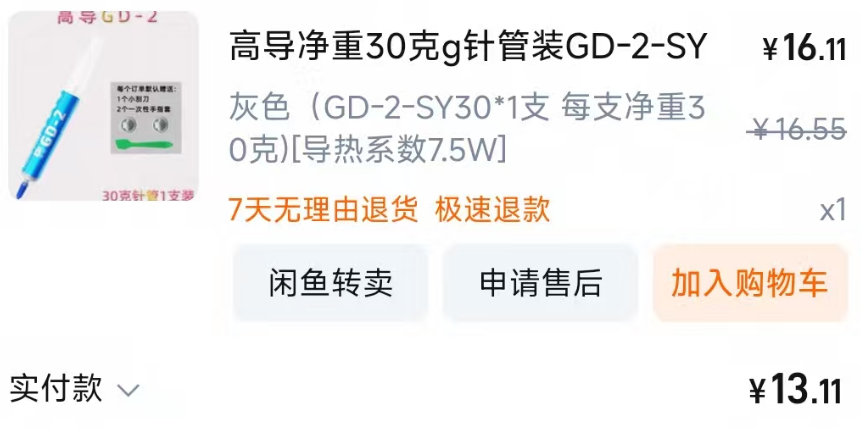 高导GD-2
每个订单默认赠送:
1个小刮刀
2个一次性手指套
GD-2
30克针管1支装
高导净重30克g针管装GD-2-SY
¥16.11
灰色（GD-2-SY30*1支 每支净重3
0克)[导热系数7.5W]
¥16.55
7天无理由退货 极速退款
x1
闲鱼转卖
申请售后
加入购物车
实付款
¥13.11